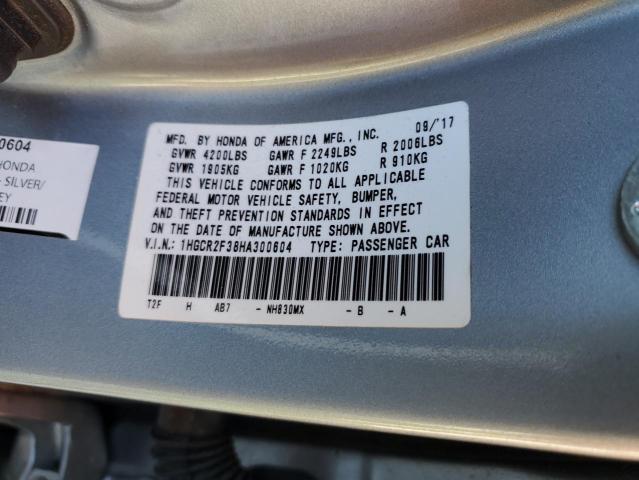 0604
HONDA
- SILVER/
EY
09/'17
MFD. BY HONDA OF AMERICA MFG., INC.
GVWR 4200LBS GAWR F 2249LBS R 2006LBS
GVWR 1905KG GAWR F 1020KG R 910KG
THIS VEHICLE CONFORMS TO ALL APPLICABLE
FEDERAL MOTOR VEHICLE SAFETY, BUMPER,
AND THEFT PREVENTION STANDARDS IN EFFECT
ON THE DATE OF MANUFACTURE SHOWN ABOVE.
V.I.N.: 1HGCR2F38HA300604 TYPE: PASSENGER CAR
T2F H AB7 - NH830MX - B - A